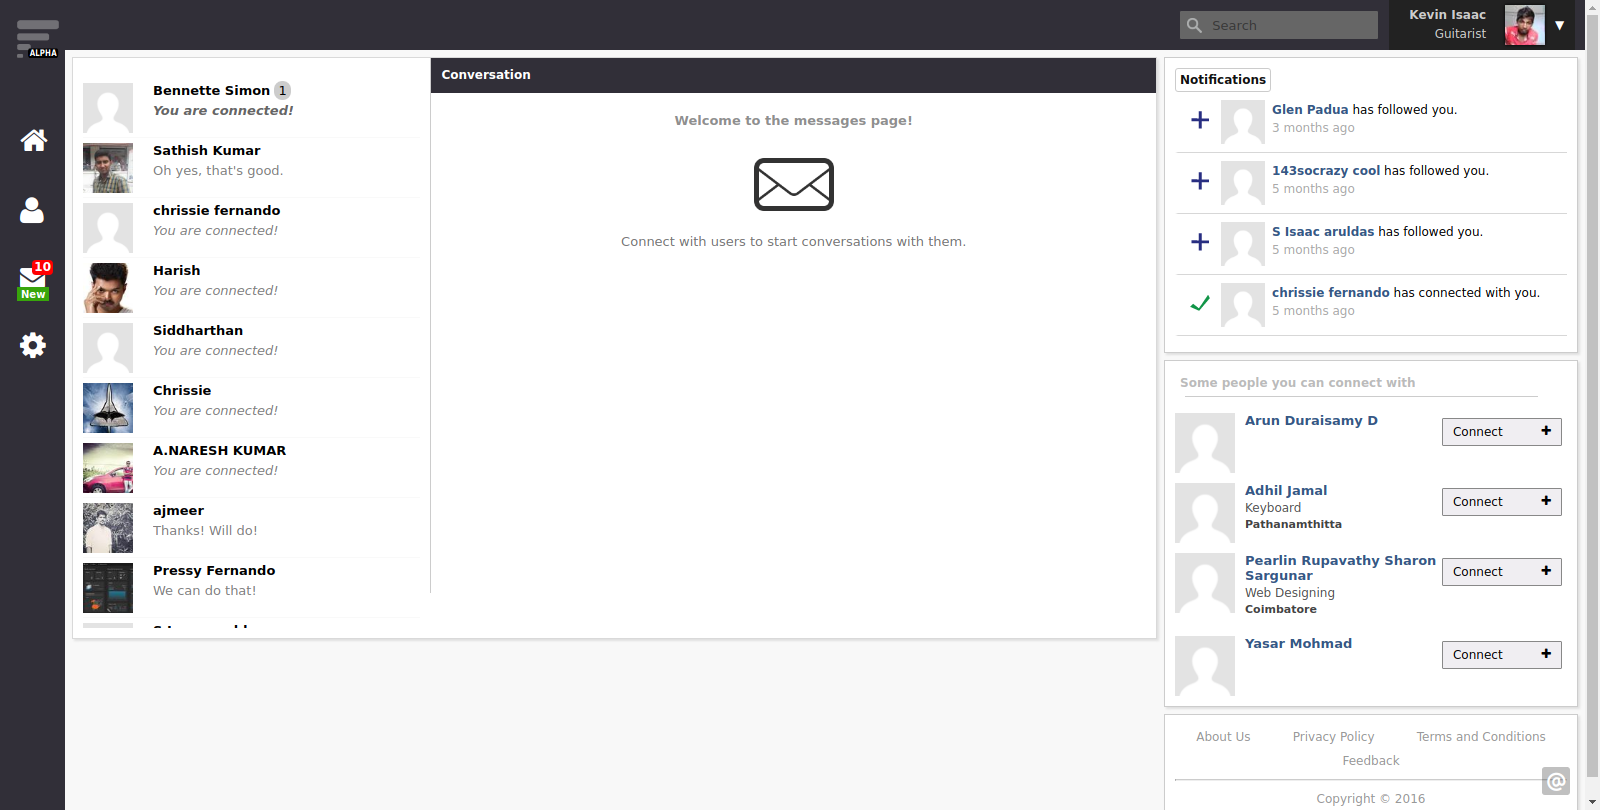 ALPHA
Search
Kevin Isaac
Guitarist
▼
10
New
Bennette Simon 1
You are connected!
Sathish Kumar
Oh yes, that's good.
chrissie fernando
You are connected!
Harish
You are connected!
Siddharthan
You are connected!
Chrissie
You are connected!
A.NARESH KUMAR
You are connected!
ajmeer
Thanks! Will do!
Pressy Fernando
We can do that!
Conversation
Welcome to the messages page!
Connect with users to start conversations with them.
Notifications
Glen Padua has followed you.
3 months ago
143socrazy cool has followed you.
5 months ago
S Isaac aruldas has followed you.
5 months ago
chrissie fernando has connected with you.
5 months ago
Some people you can connect with
Arun Duraisamy D
Connect +
Adhil Jamal
Keyboard
Pathanamthitta
Connect +
Pearlin Rupavathy Sharon
Sargunar
Web Designing
Coimbatore
Connect +
Yasar Mohmad
Connect +
About Us Privacy Policy Terms and Conditions
Feedback
@
Copyright © 2016